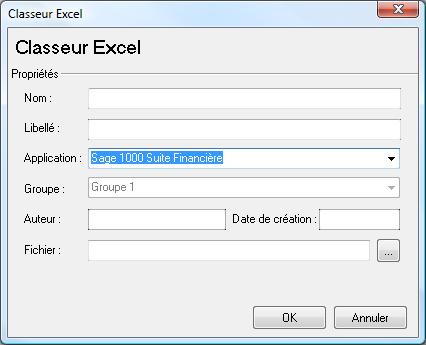 Classeur Excel
Classeur Excel
Propriétés
Nom :
Libellé :
Application : Sage 1000 Suite Financière
Groupe : Groupe 1
Auteur : Date de création :
Fichier : ...
OK Annuler